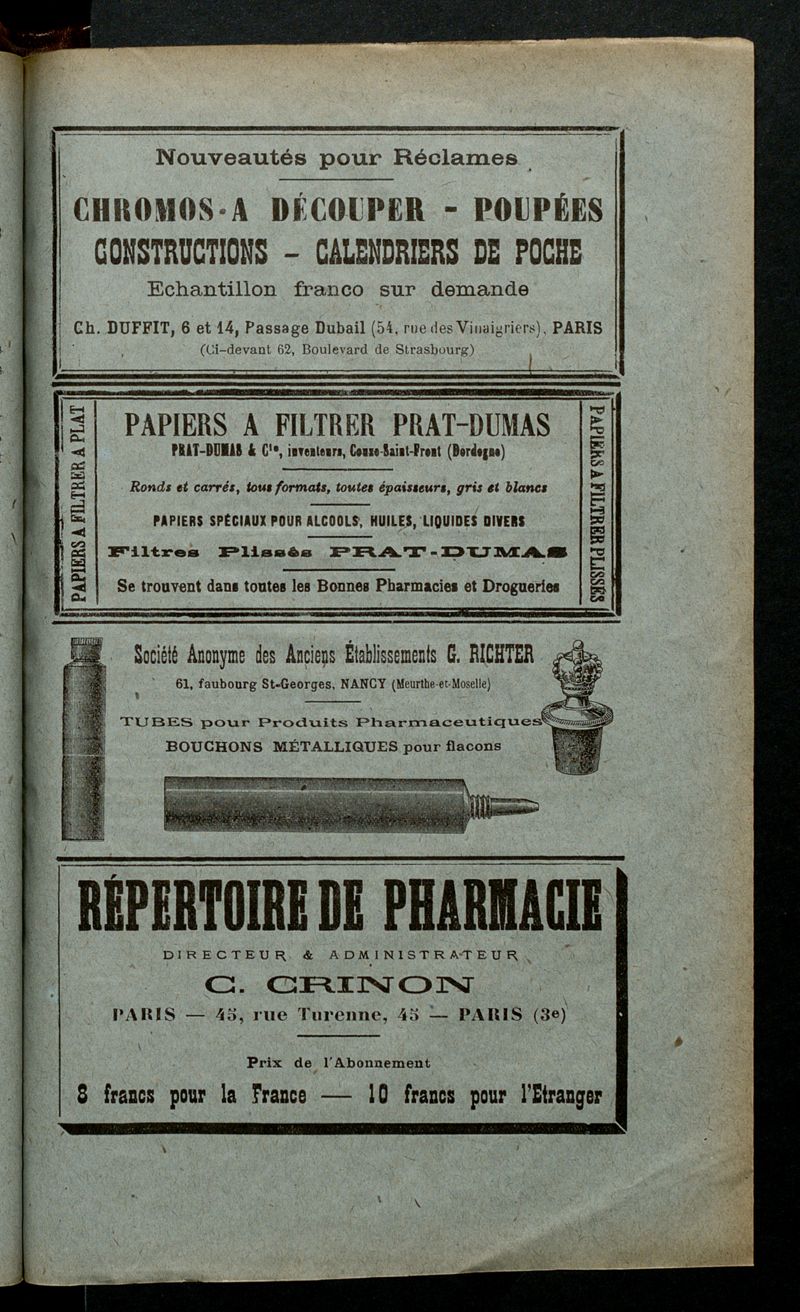 Nouveautés pour Réclames
CHROMOS-A DÉCOUPER - POUPÉES
CONSTRUCTIONS - CALENDRIERS DE POCHE
Echantillon franco sur demande
Ch. DUFFIT, 6 et 14, Passage Dubail (54, rue des Vinaigriers), PARIS
(Ci-devant 62, Boulevard de Strasbourg)
PAPIERS A FILTRER A PLAT
PAPIERS A FILTRER PRAT-DUMAS
PRAT-DUMAS & Cie, inventeurs, Couze-Saint-Front (Dordogne)
Ronds et carrés, tous formats, toutes épaisseurs, gris et blancs
PAPIERS SPÉCIAUX POUR ALCOOLS, HUILES, LIQUIDES DIVERS
Filtres Plissés PRAT-DUMAS
Se trouvent dans toutes les Bonnes Pharmacies et Drogueries
PAPIERS A FILTRER PLISSÉS
Société Anonyme des Anciens Établissements G. RICHTER
61, faubourg St-Georges, NANCY (Meurthe-et-Moselle)
TUBES pour Produits Pharmaceutiques
BOUCHONS MÉTALLIQUES pour flacons
RÉPERTOIRE DE PHARMACIE
DIRECTEUR & ADMINISTRATEUR
C. CRINON
PARIS — 45, rue Turenne, 45 — PARIS (3e)
Prix de l'Abonnement
8 francs pour la France — 10 francs pour l'Etranger